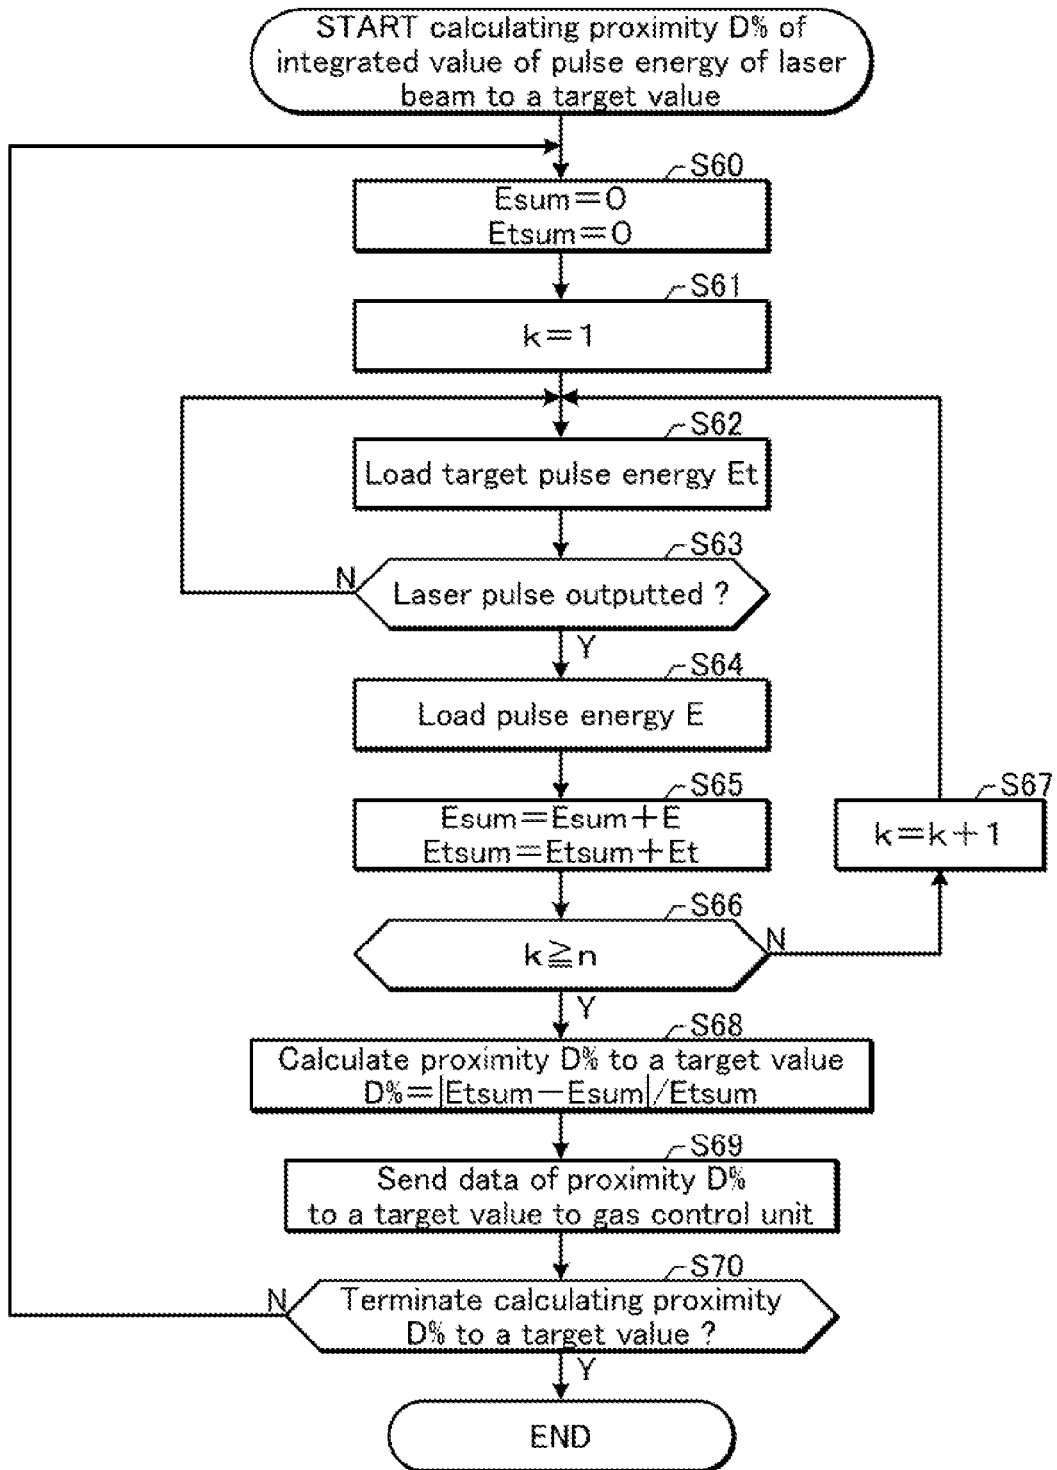 START calculating proximity D% of
integrated value of pulse energy of laser
beam to a target value
S60
Esum=0
Etsum=0
S61
k=1
S62
Load target pulse energy Et
S63
Laser pulse outputted ?
N
Y
S64
Load pulse energy E
S65
Esum=Esum+E
Etsum=Etsum+Et
S67
k=k+1
S66
k≧n
N
Y
S68
Calculate proximity D% to a target value
D%=|Etsum-Esum|/Etsum
S69
Send data of proximity D%
to a target value to gas control unit
S70
Terminate calculating proximity
D% to a target value ?
N
Y
END